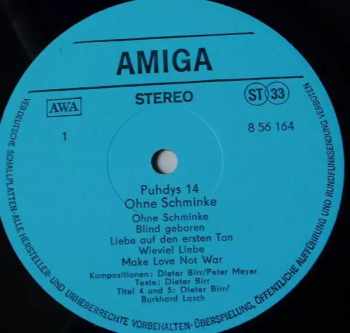 AMIGA
AWA
STEREO
ST 33
1
8 56 164
Puhdys 14
Ohne Schminke
Ohne Schminke
Blind geboren
Liebe auf den ersten Ton
Wieviel Liebe
Make Love Not War
Kompositionen: Dieter Birr/Peter Meyer
Texte: Dieter Birr
Titel 4 und 5: Dieter Birr/
Burkhard Lasch
VEB DEUTSCHE SCHALLPLATTEN · ALLE HERSTELLER- UND URHEBERRECHTE VORBEHALTEN · ÜBERSPIELUNG, ÖFFENTLICHE AUFFÜHRUNG UND RUNDFUNKSENDUNG VERBOTEN